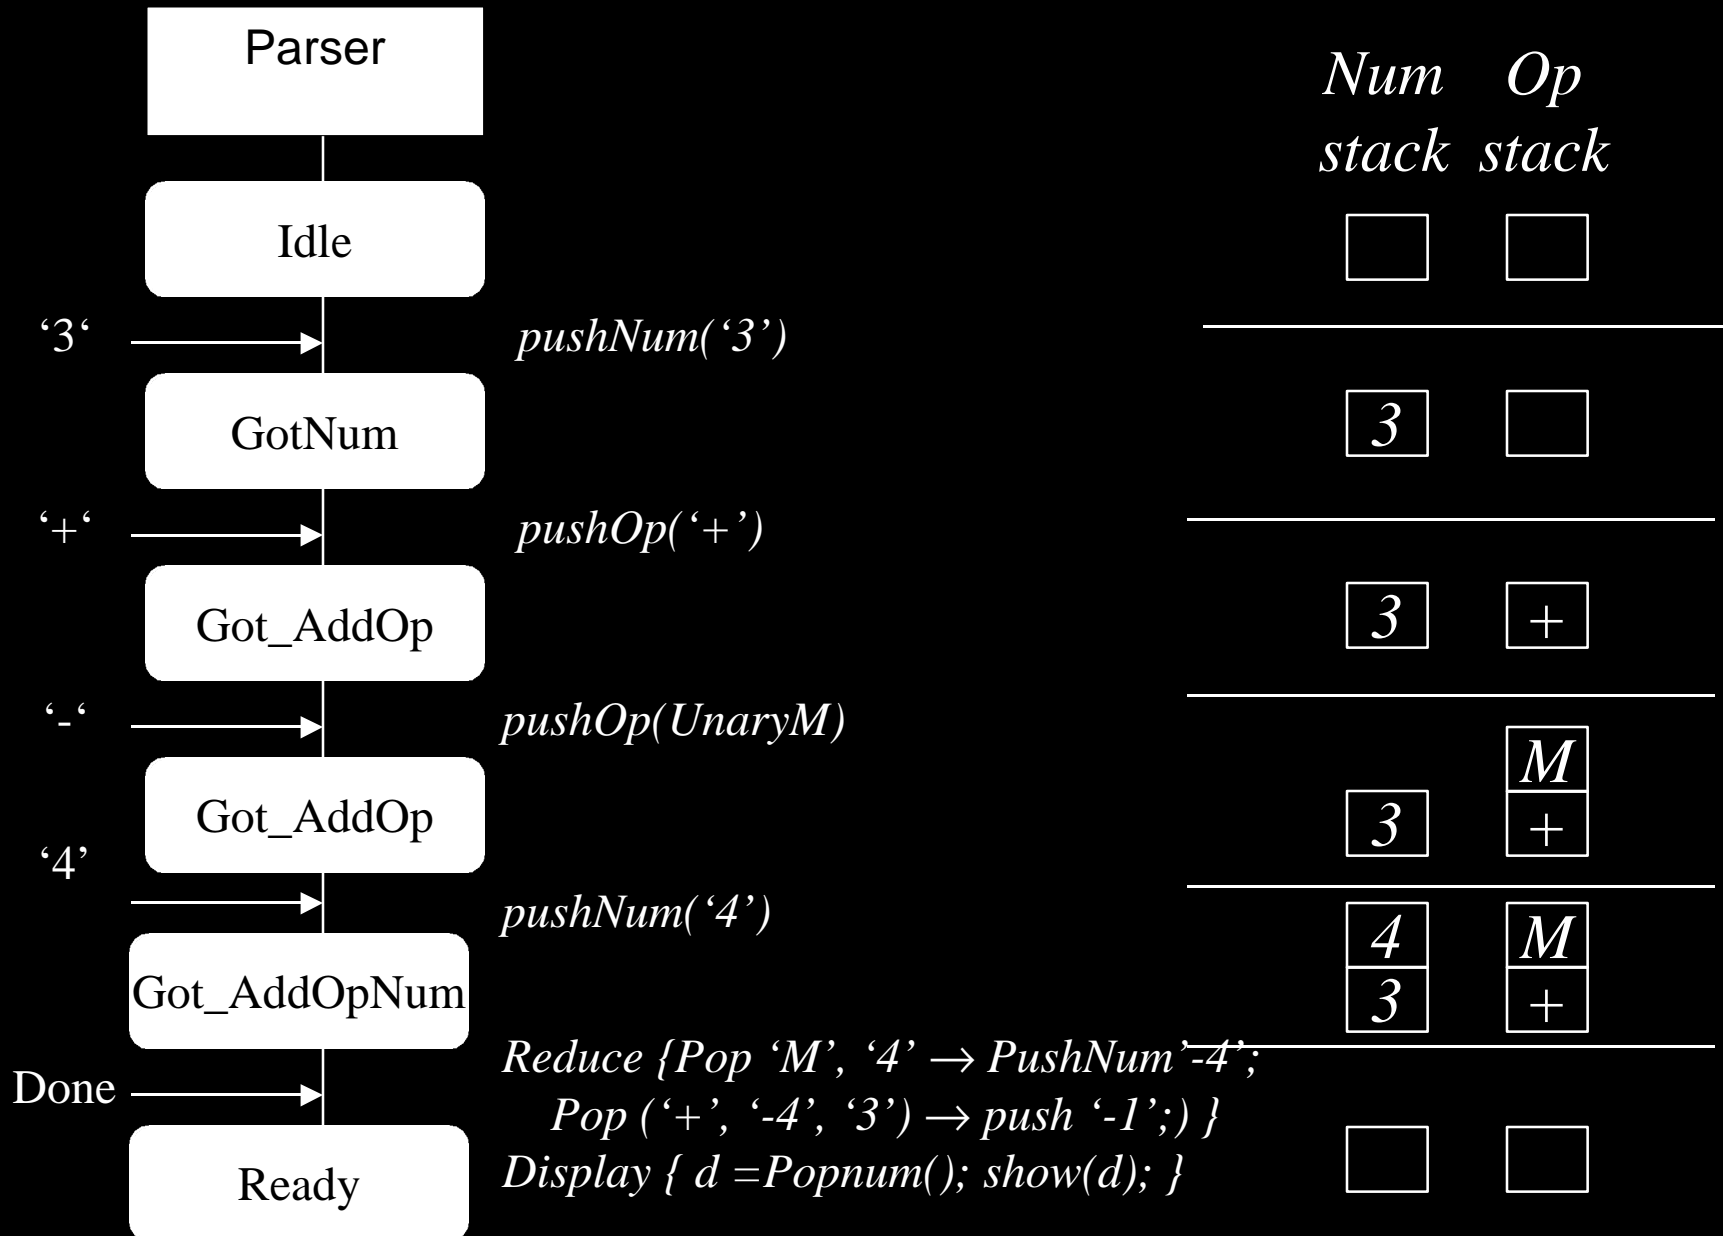 Parser
Num Op
stack stack
Idle
‘3‘
pushNum(‘3’)
GotNum
3
‘+‘
pushOp(‘+’)
Got_AddOp
3 +
‘-‘
pushOp(UnaryM)
M
Got_AddOp
3 +
‘4’
pushNum(‘4’)
4 M
Got_AddOpNum
3 +
Reduce {Pop ‘M’, ‘4’ → PushNum’-4’;
Done
Pop (‘+’, ‘-4’, ‘3’) → push ‘-1’;) }
Ready
Display { d =Popnum(); show(d); }